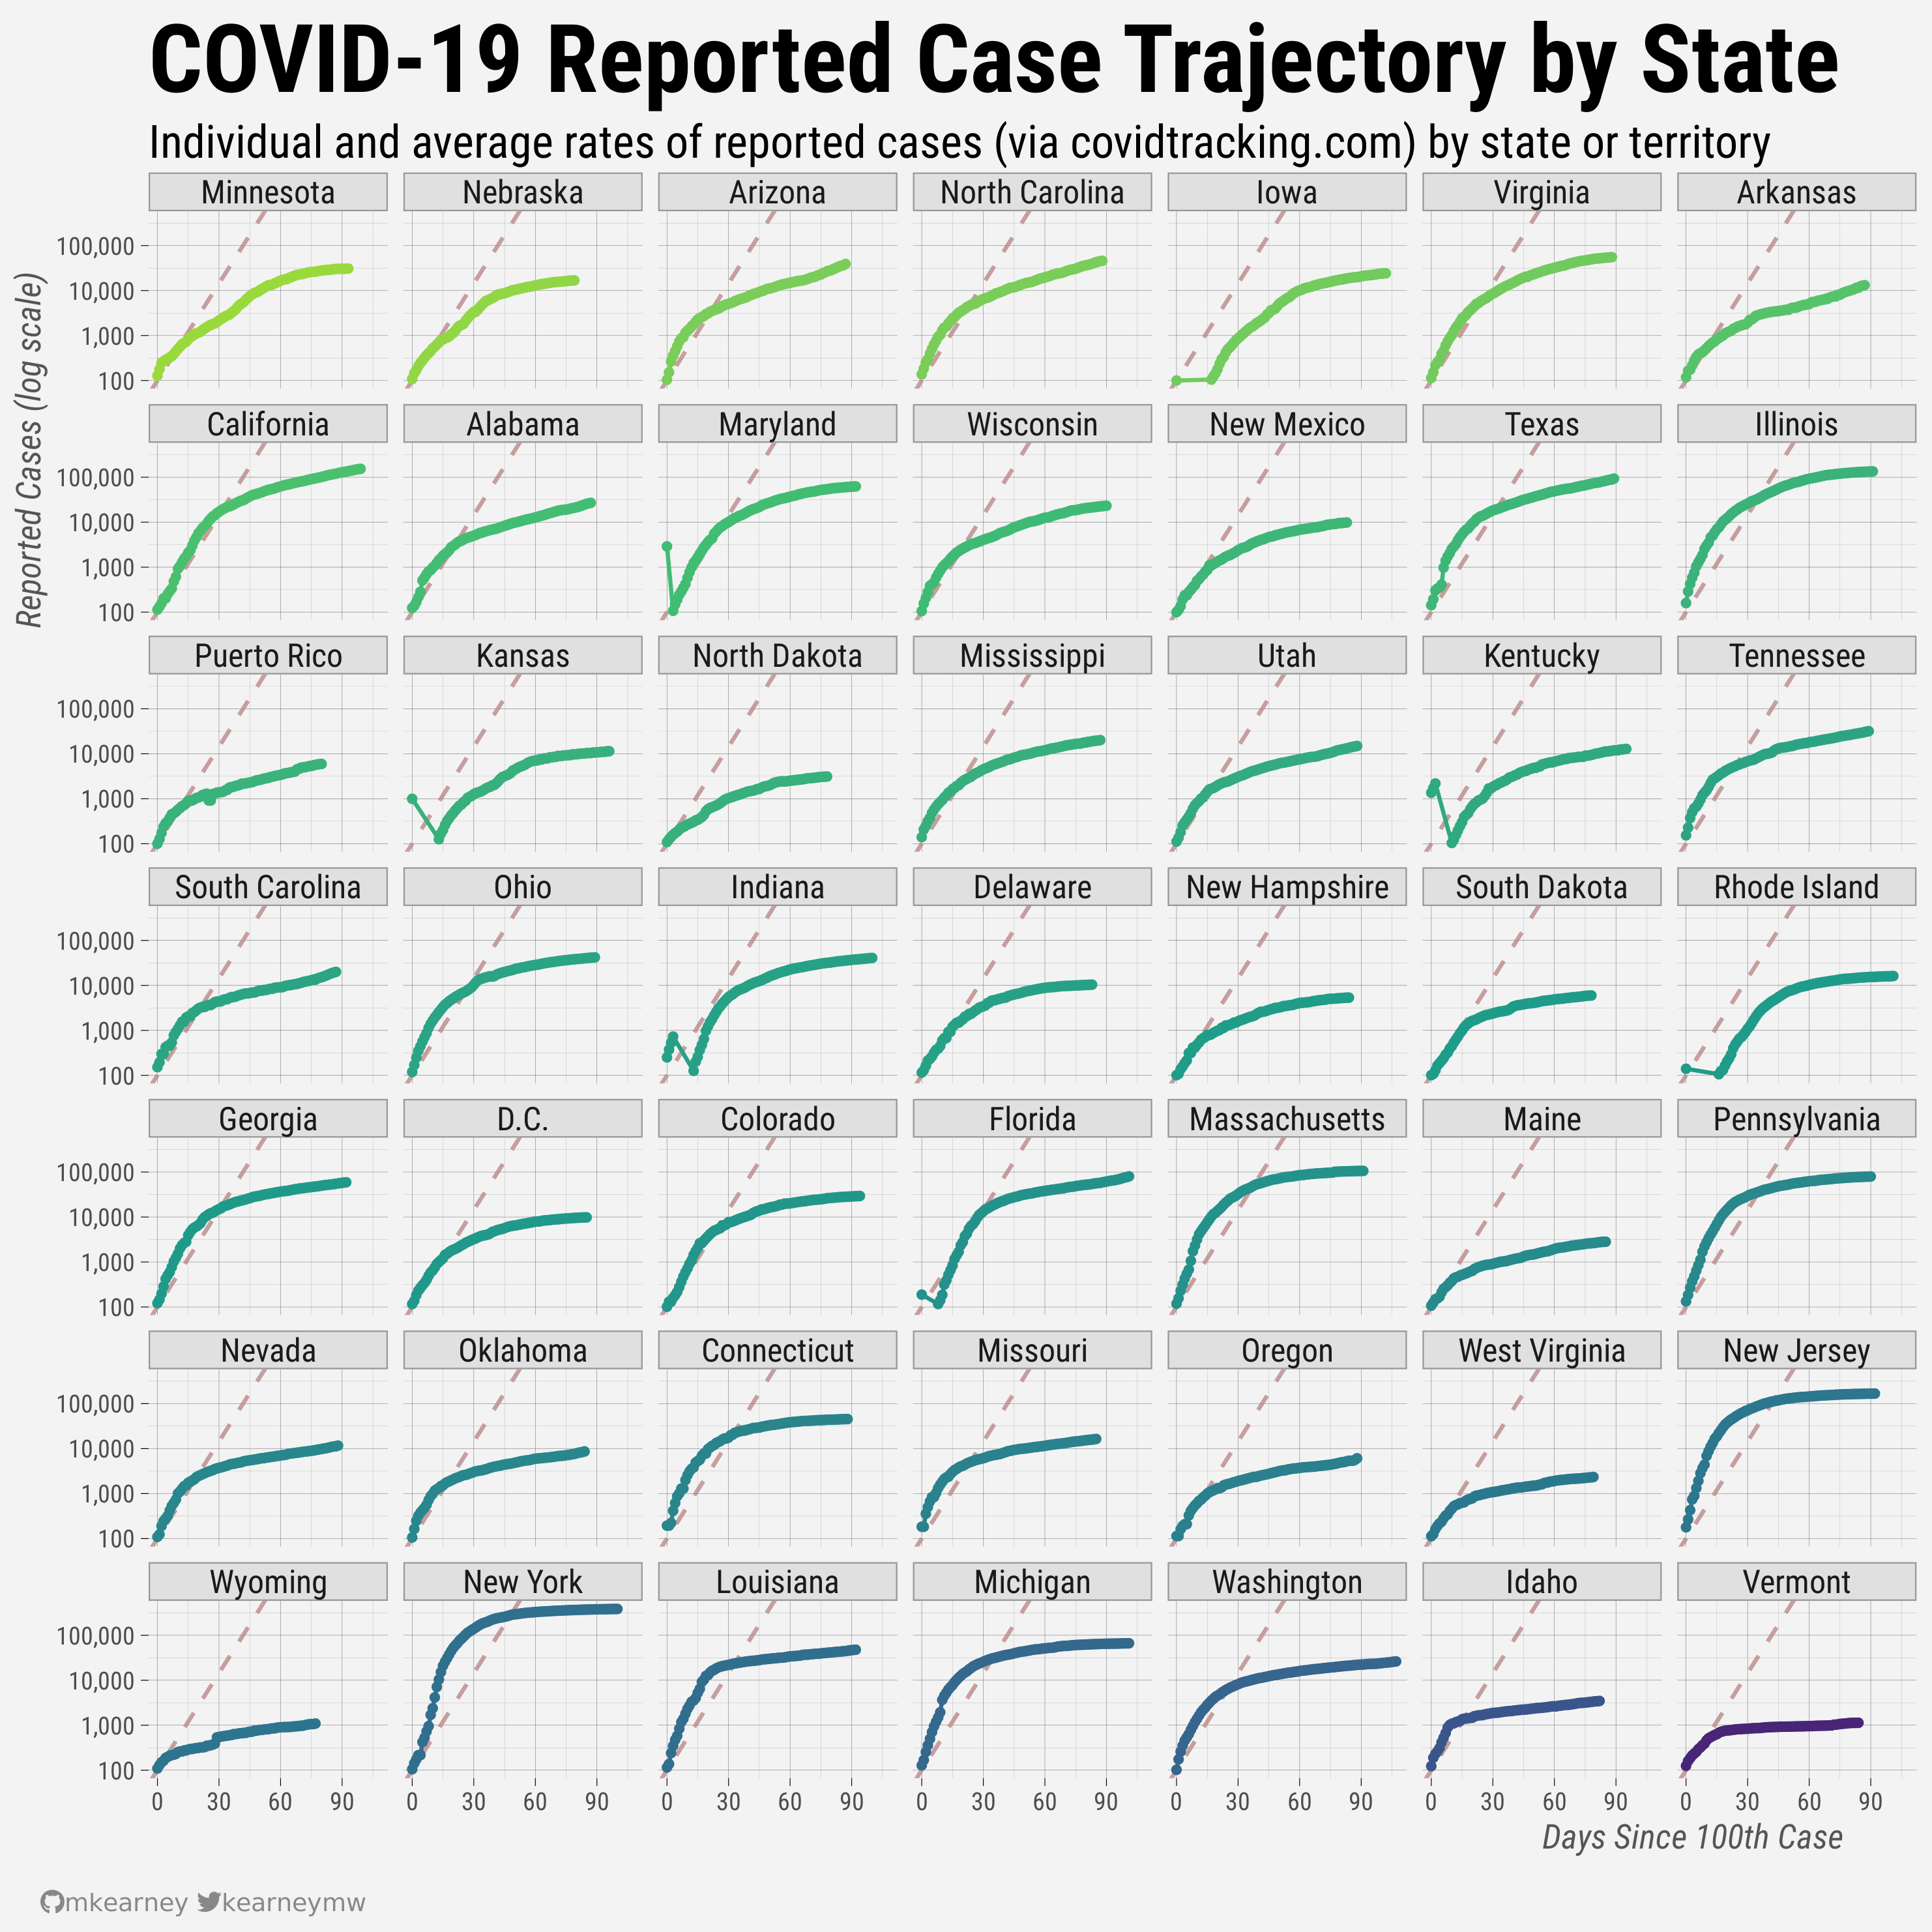 COVID-19 Reported Case Trajectory by State
Individual and average rates of reported cases (via covidtracking.com) by state or territory
Minnesota Nebraska Arizona North Carolina Iowa Virginia Arkansas
100,000
10,000
1,000
100
Reported Cases (log scale)
California Alabama Maryland Wisconsin New Mexico Texas Illinois
100,000
10,000
1,000
100
Puerto Rico Kansas North Dakota Mississippi Utah Kentucky Tennessee
100,000
10,000
1,000
100
South Carolina Ohio Indiana Delaware New Hampshire South Dakota Rhode Island
100,000
10,000
1,000
100
Georgia D.C. Colorado Florida Massachusetts Maine Pennsylvania
100,000
10,000
1,000
100
Nevada Oklahoma Connecticut Missouri Oregon West Virginia New Jersey
100,000
10,000
1,000
100
Wyoming New York Louisiana Michigan Washington Idaho Vermont
100,000
10,000
1,000
100
0 30 60 90 0 30 60 90 0 30 60 90 0 30 60 90 0 30 60 90 0 30 60 90 0 30 60 90
Days Since 100th Case
mkearney kearneymw